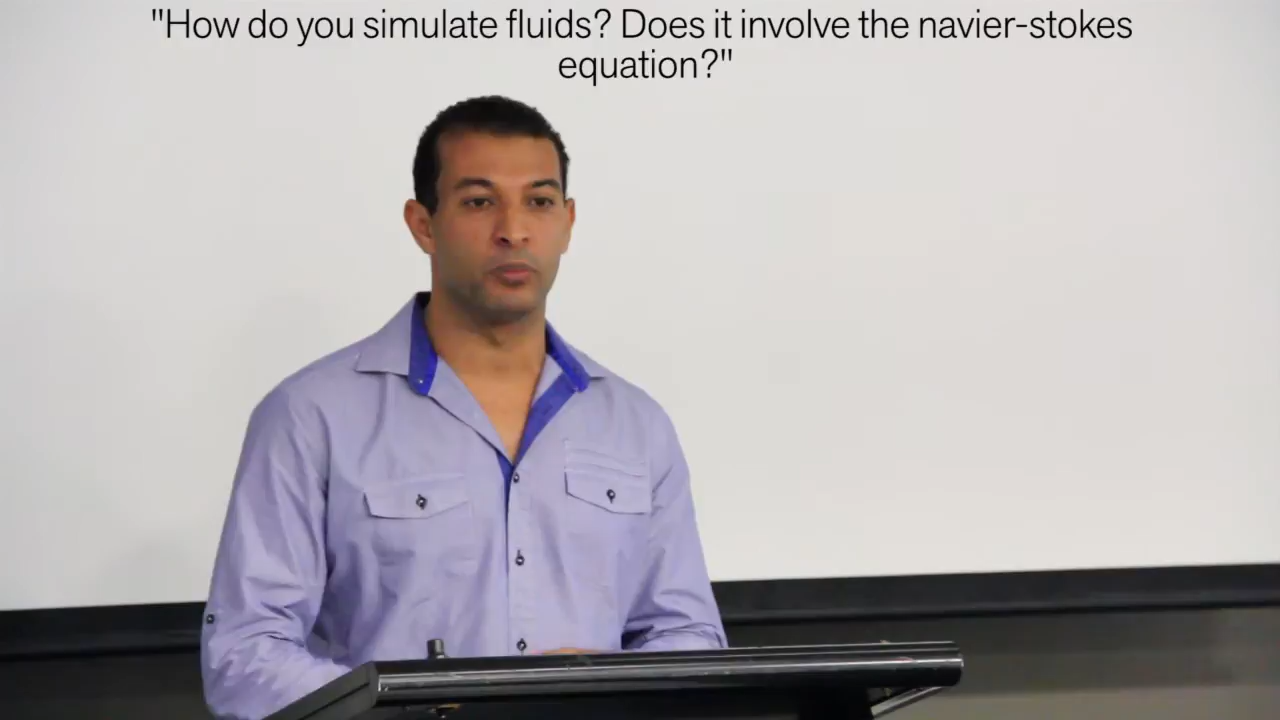 "How do you simulate fluids? Does it involve the navier-stokes
equation?"